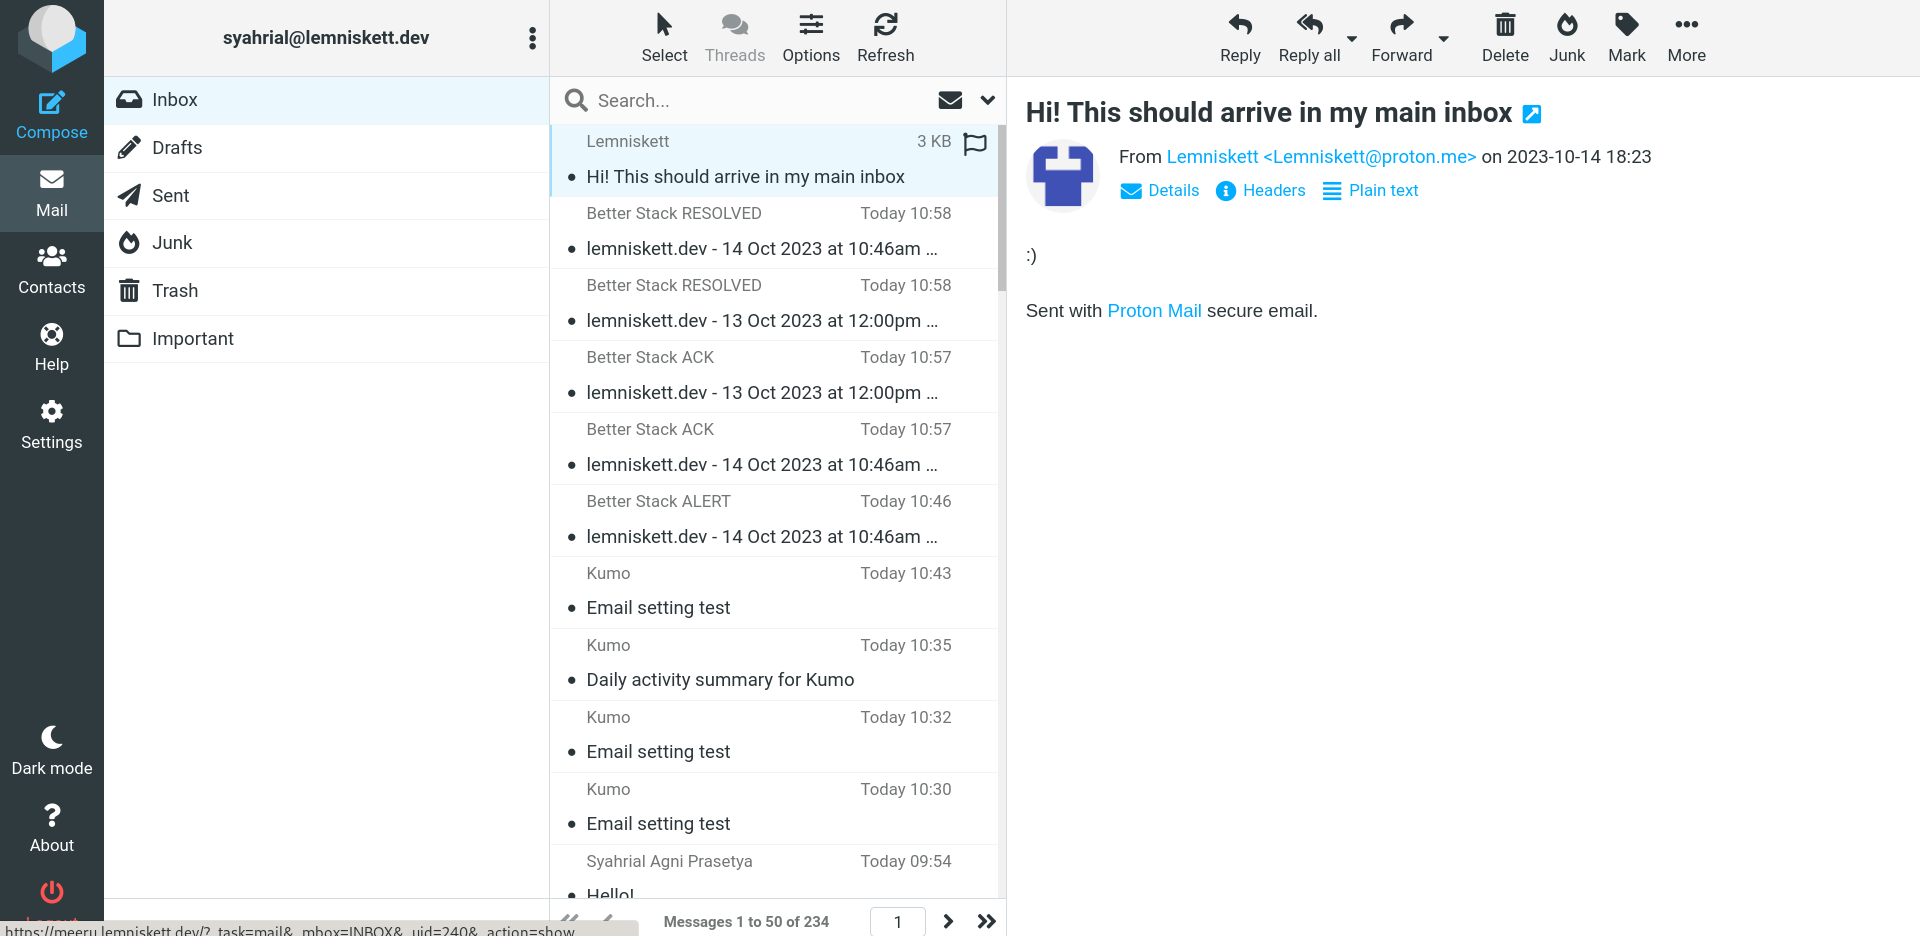 syahrial@lemniskett.dev
Compose
Mail
Contacts
Help
Settings
Dark mode
About
Logout
https://meeru.lemniskett.dev/?_task=mail&_mbox=INBOX&_uid=240&_action=show
Inbox
Drafts
Sent
Junk
Trash
Important
Select Threads Options Refresh
Search...
Lemniskett 3 KB
• Hi! This should arrive in my main inbox
Better Stack RESOLVED Today 10:58
• lemniskett.dev - 14 Oct 2023 at 10:46am ...
Better Stack RESOLVED Today 10:58
• lemniskett.dev - 13 Oct 2023 at 12:00pm ...
Better Stack ACK Today 10:57
• lemniskett.dev - 13 Oct 2023 at 12:00pm ...
Better Stack ACK Today 10:57
• lemniskett.dev - 14 Oct 2023 at 10:46am ...
Better Stack ALERT Today 10:46
• lemniskett.dev - 14 Oct 2023 at 10:46am ...
Kumo Today 10:43
• Email setting test
Kumo Today 10:35
• Daily activity summary for Kumo
Kumo Today 10:32
• Email setting test
Kumo Today 10:30
• Email setting test
Syahrial Agni Prasetya Today 09:54
• Hello!
Messages 1 to 50 of 234 1
Reply Reply all Forward Delete Junk Mark More
Hi! This should arrive in my main inbox
From Lemniskett <Lemniskett@proton.me> on 2023-10-14 18:23
Details Headers Plain text
:)
Sent with Proton Mail secure email.